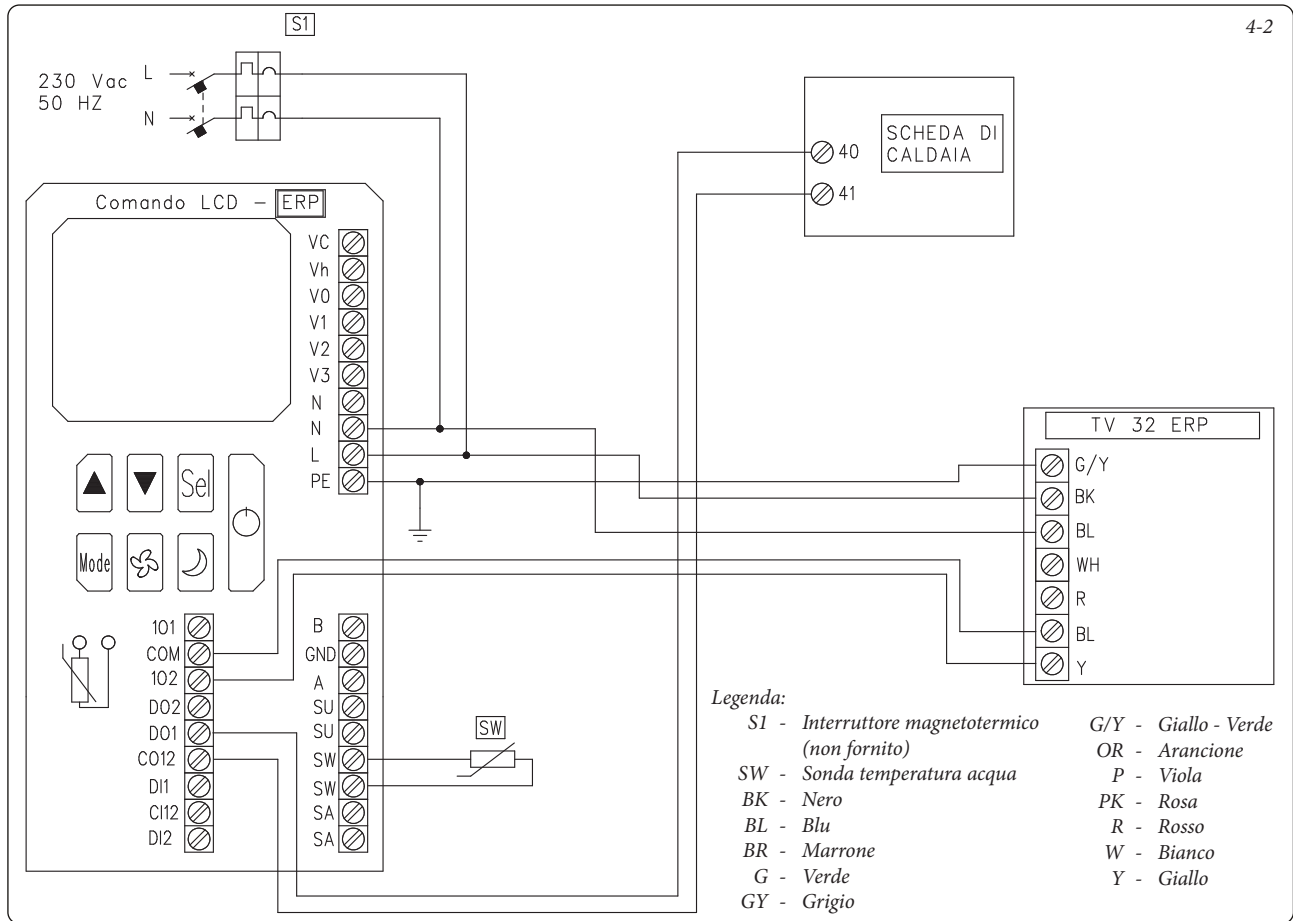 S1
4-2
230 Vac
50 HZ
L
N
SCHEDA DI
CALDAIA
40
41
Comando LCD - ERP
VC
Vh
V0
V1
V2
V3
N
N
L
PE
Sel
Mode
TV 32 ERP
G/Y
BK
BL
WH
R
BL
Y
1O1
COM
1O2
DO2
DO1
CO12
DI1
CI12
DI2
B
GND
A
SU
SU
SW
SW
SA
SA
SW
Legenda:
S1 - Interruttore magnetotermico
(non fornito)
SW - Sonda temperatura acqua
BK - Nero
BL - Blu
BR - Marrone
G - Verde
GY - Grigio
G/Y - Giallo - Verde
OR - Arancione
P - Viola
PK - Rosa
R - Rosso
W - Bianco
Y - Giallo